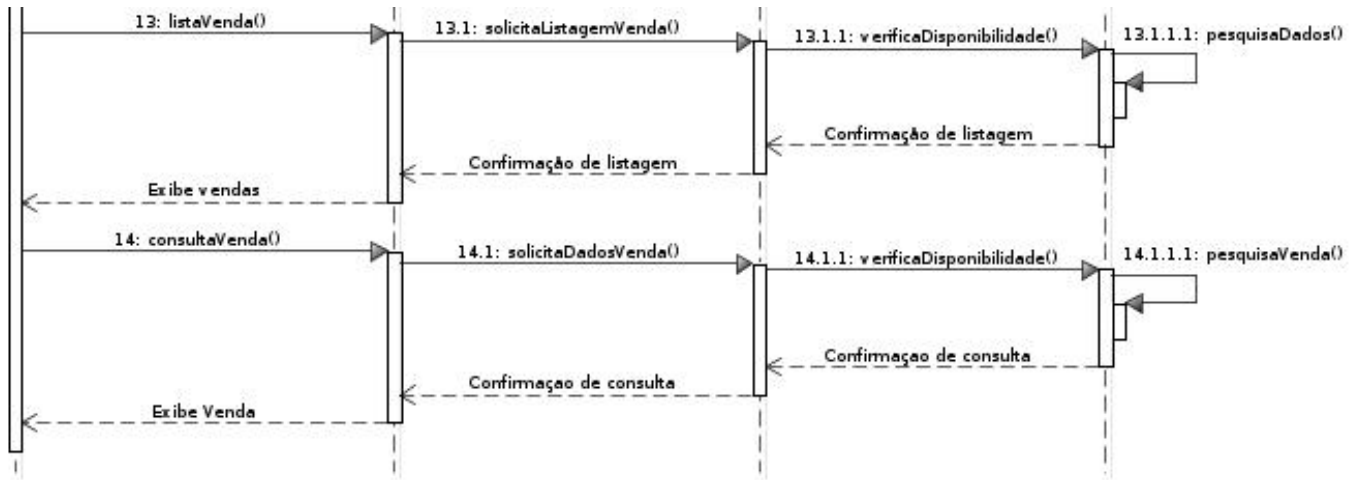 13: listaVenda()
13.1: solicitaListagemVenda()
13.1.1: verificaDisponibilidade()
13.1.1.1: pesquisaDados()
Confirmação de listagem
Confirmação de listagem
Exibe vendas
14: consultaVenda()
14.1: solicitaDadosVenda()
14.1.1: verificaDisponibilidade()
14.1.1.1: pesquisaVenda()
Confirmaçao de consulta
Confirmaçao de consulta
Exibe Venda